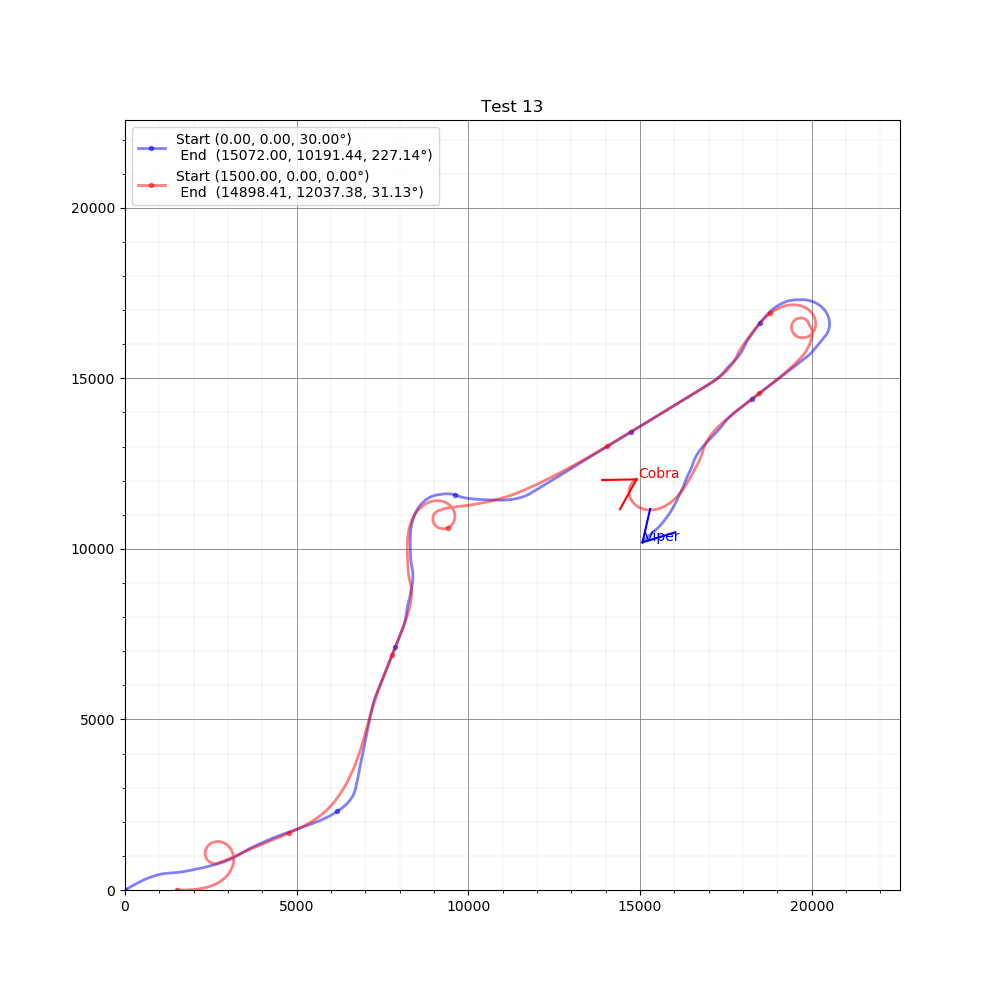 Test 13
Start (0.00, 0.00, 30.00°)
End (15072.00, 10191.44, 227.14°)
Start (1500.00, 0.00, 0.00°)
End (14898.41, 12037.38, 31.13°)
20000
15000
Cobra
Viper
10000
5000
0
0 5000 10000 15000 20000